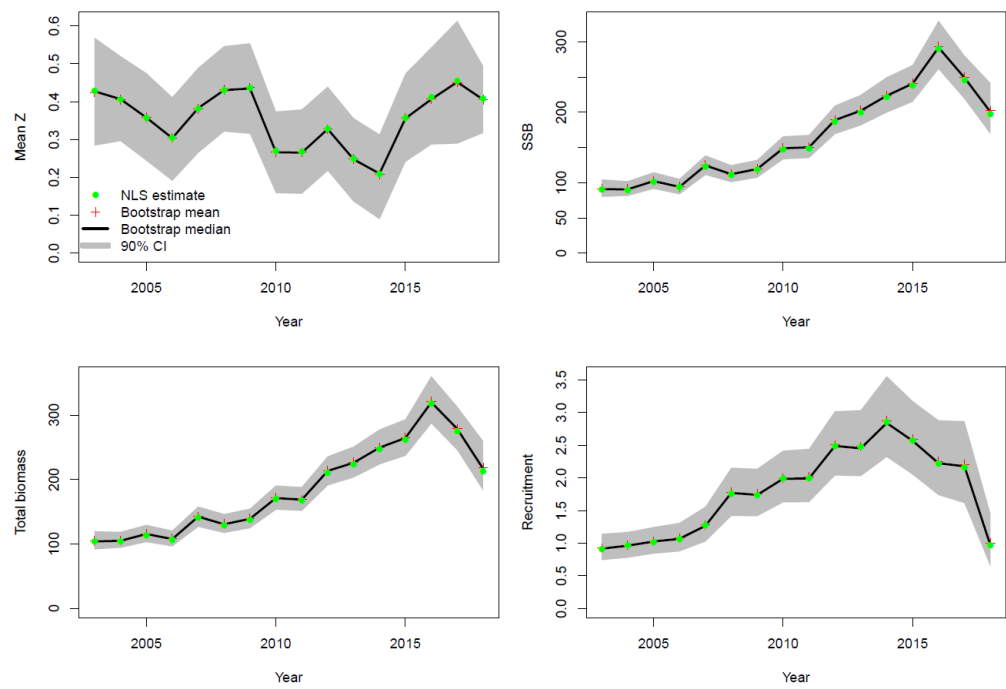 Mean Z
0.0 0.1 0.2 0.3 0.4 0.5 0.6
NLS estimate
Bootstrap mean
Bootstrap median
90% CI
2005 2010 2015
Year
SSB
0 50 100 200 300
2005 2010 2015
Year
Total biomass
0 100 200 300
2005 2010 2015
Year
Recruitment
0.0 0.5 1.0 1.5 2.0 2.5 3.0 3.5
2005 2010 2015
Year